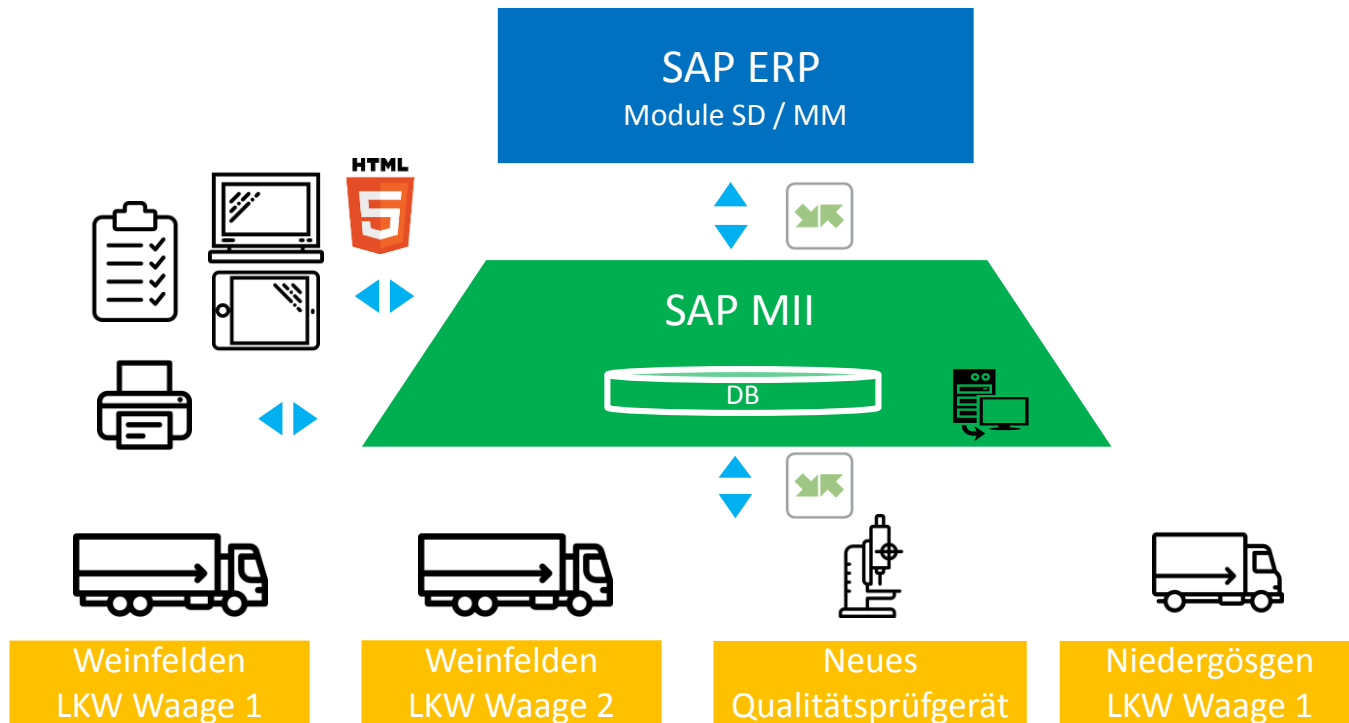 SAP ERP
Module SD / MM
HTML
5
SAP MII
DB
Weinfelden
LKW Waage 1
Weinfelden
LKW Waage 2
Neues
Qualitätsprüfgerät
Niedergösgen
LKW Waage 1